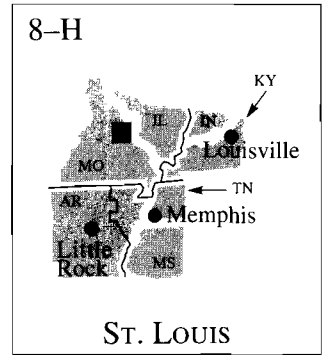 8–H
KY
IL
IN
Louisville
MO
TN
AR
Memphis
Little
Rock
MS
ST. LOUIS